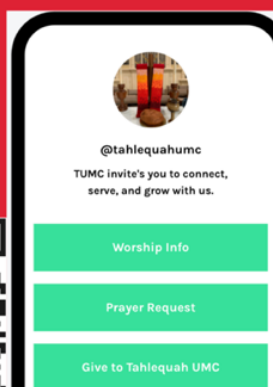 @tahlequahumc
TUMC invite's you to connect,
serve, and grow with us.
Worship Info
Prayer Request
Give to Tahlequah UMC